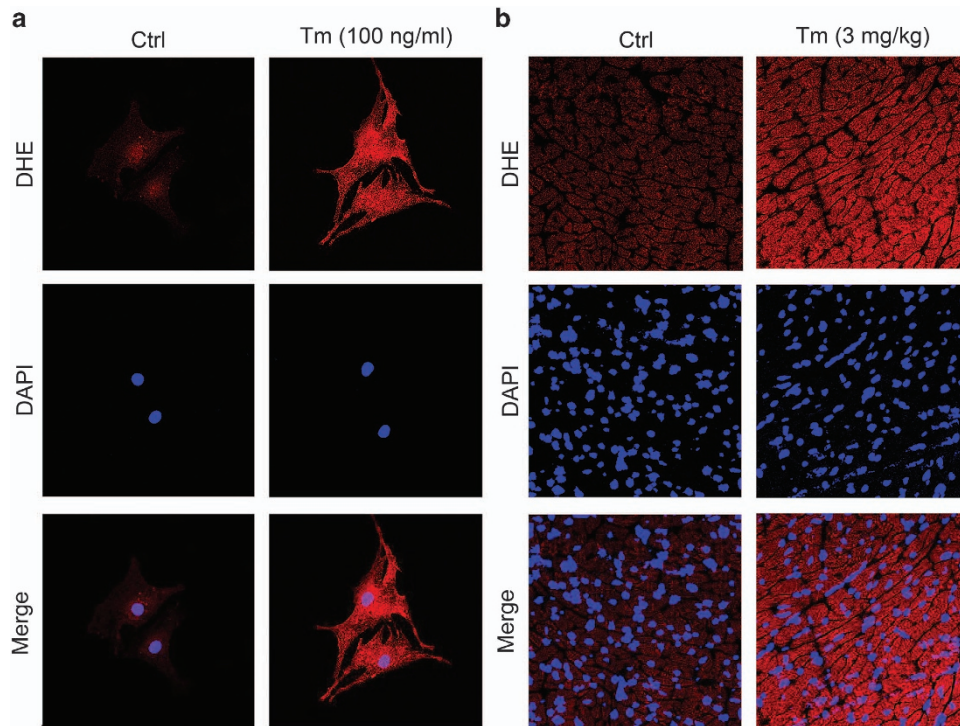 a
b
Ctrl
Tm (100 ng/ml)
Ctrl
Tm (3 mg/kg)
DHE
DHE
DAPI
DAPI
Merge
Merge